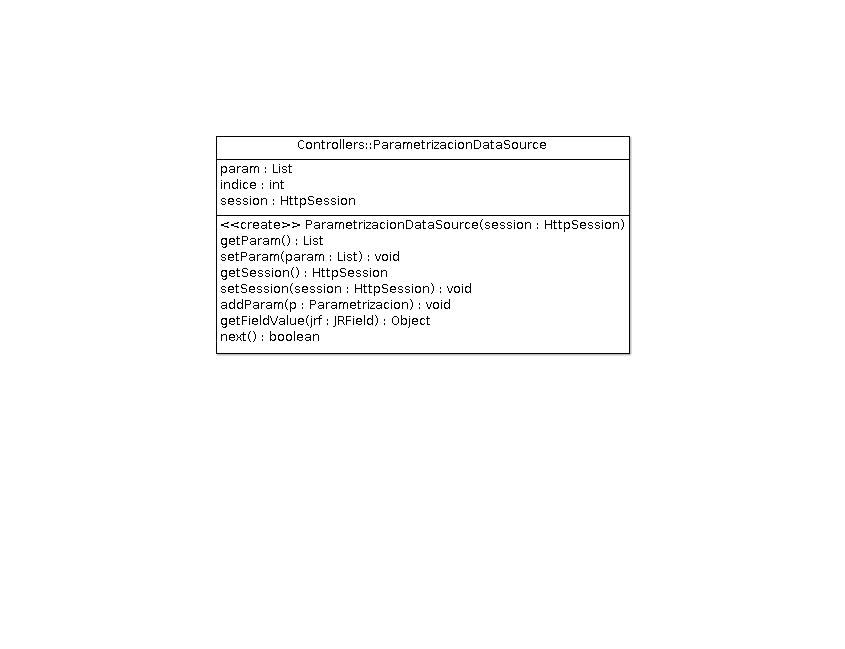 Controllers::ParametrizacionDataSource
param : List
indice : int
session : HttpSession
<<create>> ParametrizacionDataSource(session : HttpSession)
getParam() : List
setParam(param : List) : void
getSession() : HttpSession
setSession(session : HttpSession) : void
addParam(p : Parametrizacion) : void
getFieldValue(jrf : JRField) : Object
next() : boolean